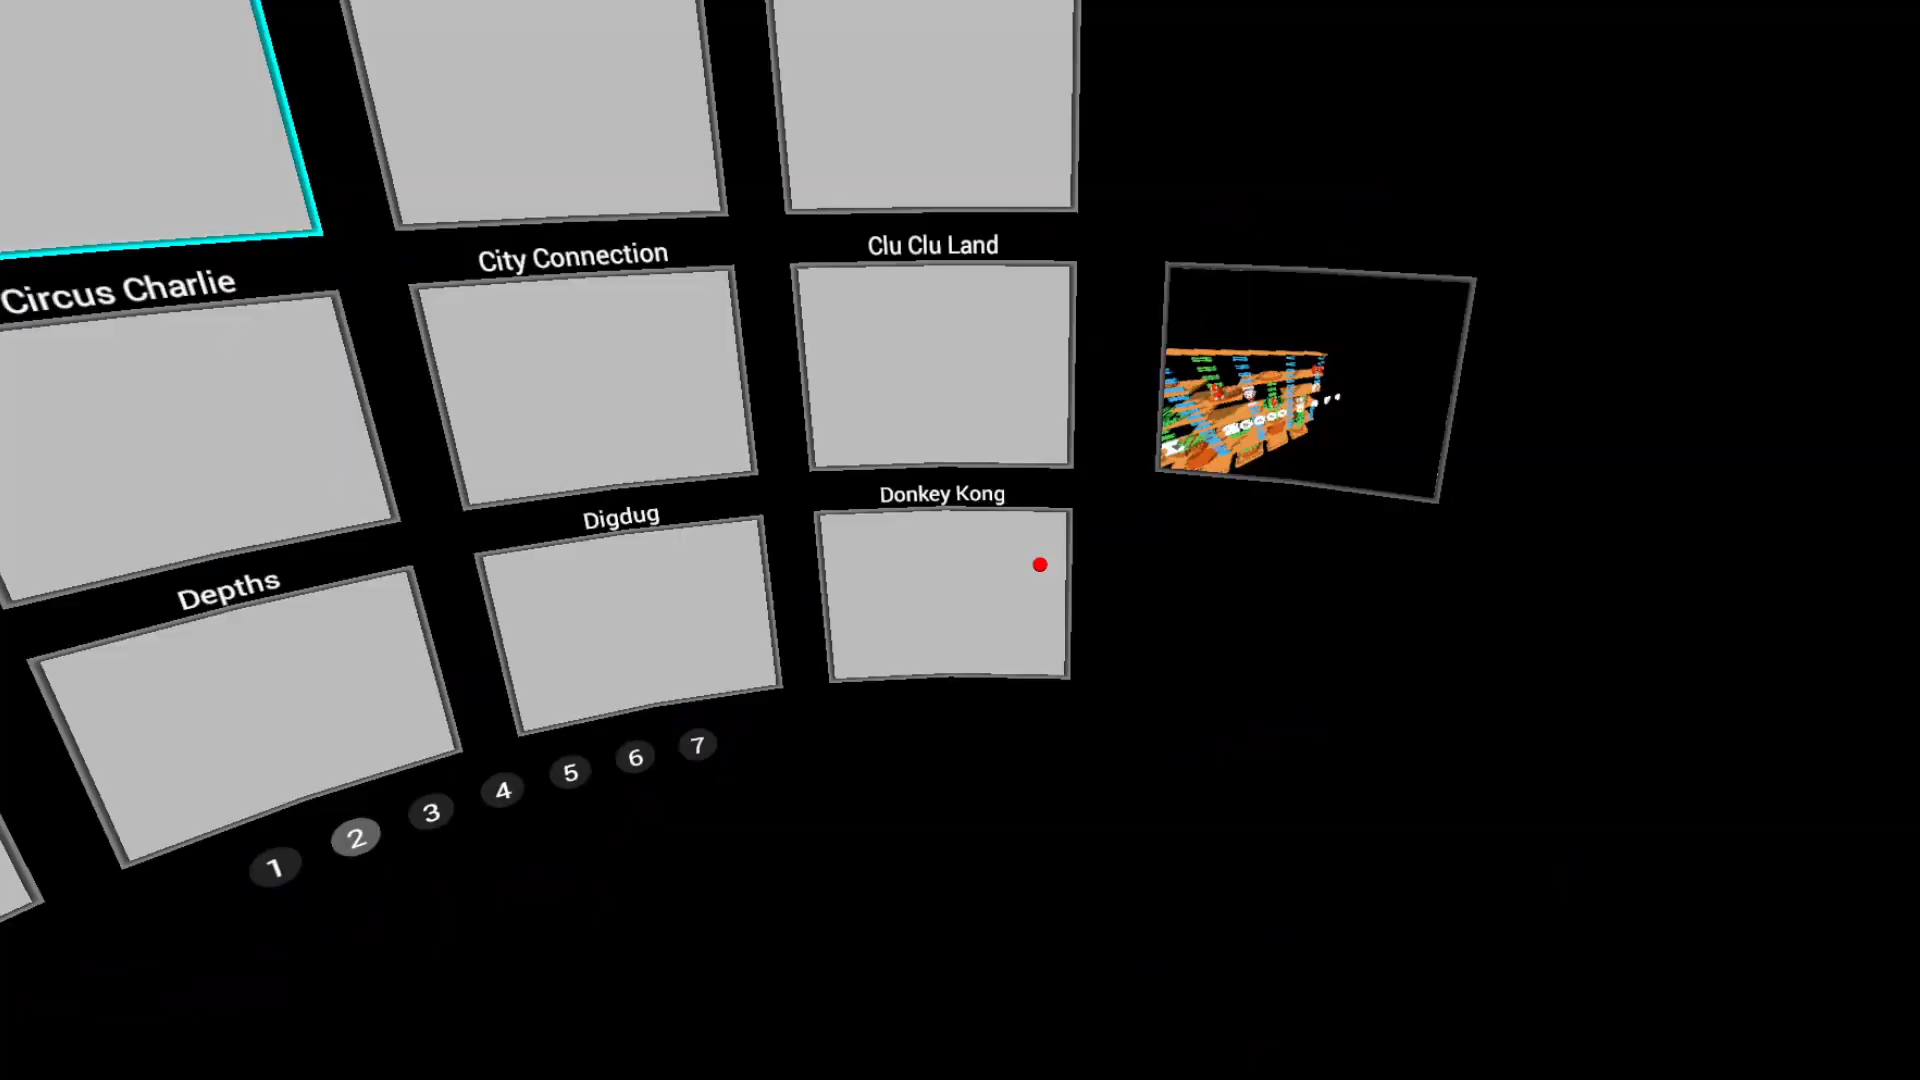 Circus Charlie
City Connection
Clu Clu Land
Depths
Digdug
Donkey Kong
1
2
3
4
5
6
7